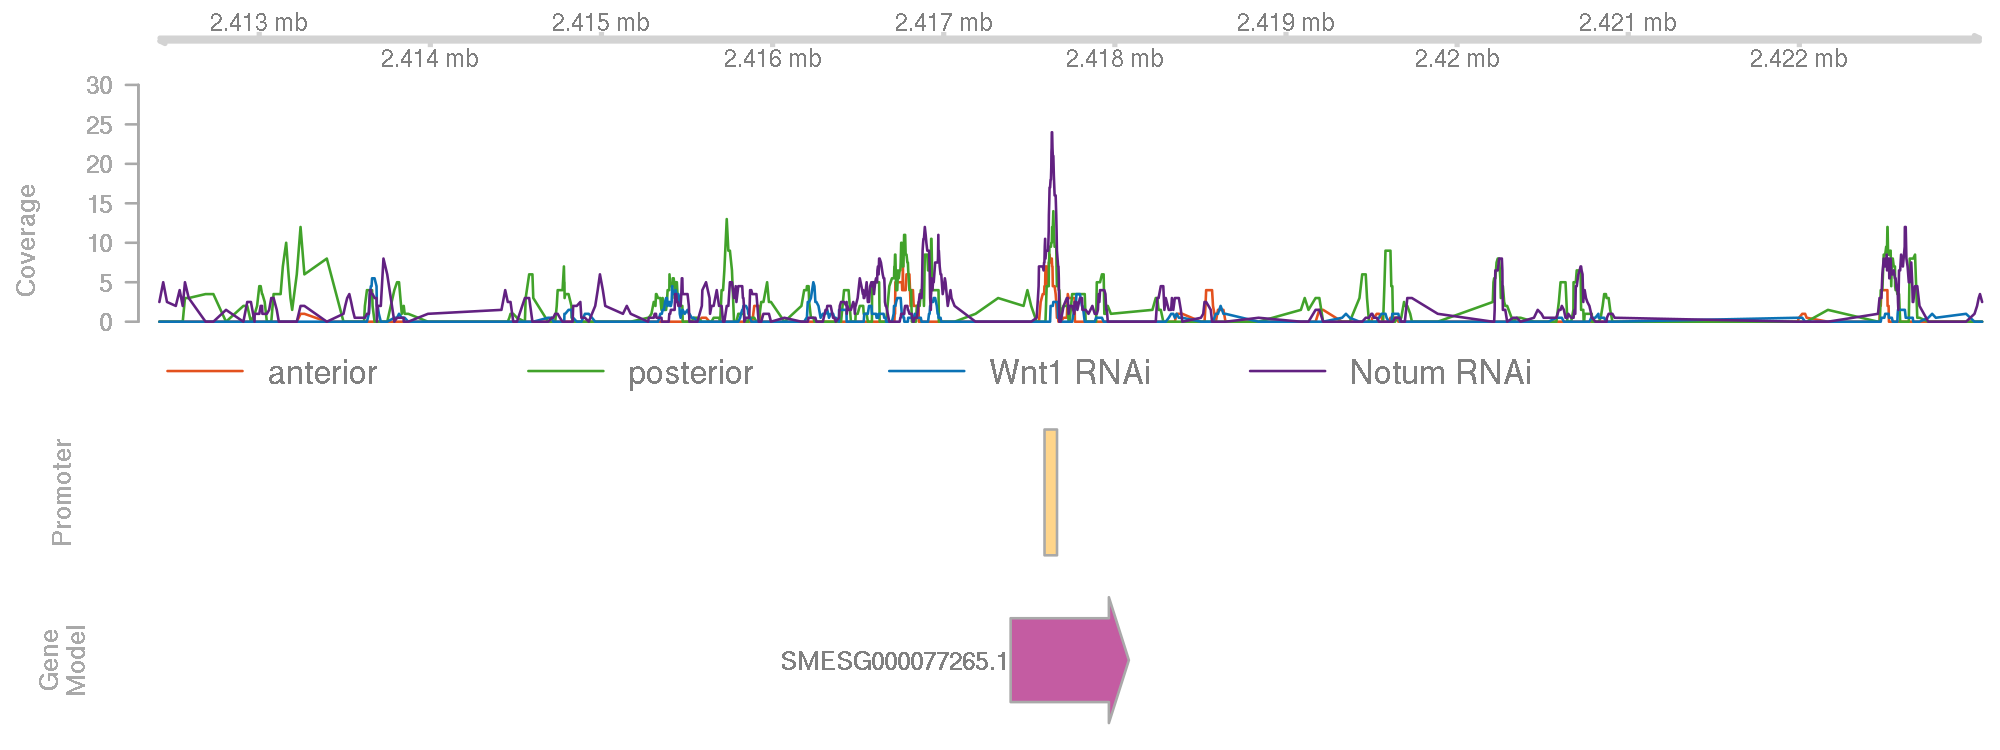 2.413 mb 2.415 mb 2.417 mb 2.419 mb 2.421 mb
2.414 mb 2.416 mb 2.418 mb 2.42 mb 2.422 mb
30
25
20
15
10
5
0
Coverage
anterior posterior Wnt1 RNAi Notum RNAi
Promoter
Gene
Model
SMESG000077265.1